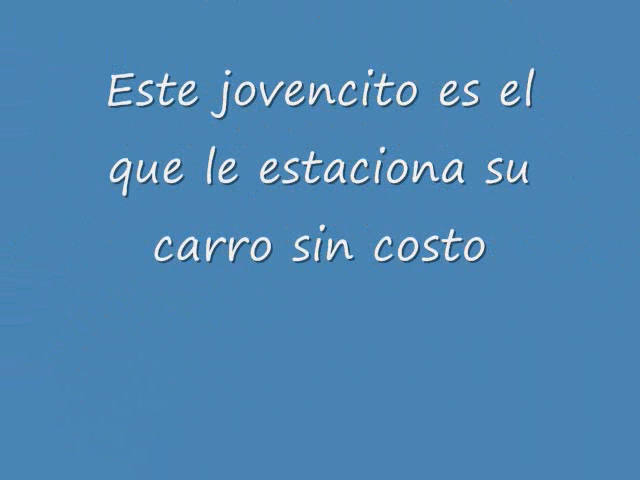 Este jovencito es el
que le estaciona su
carro sin costo